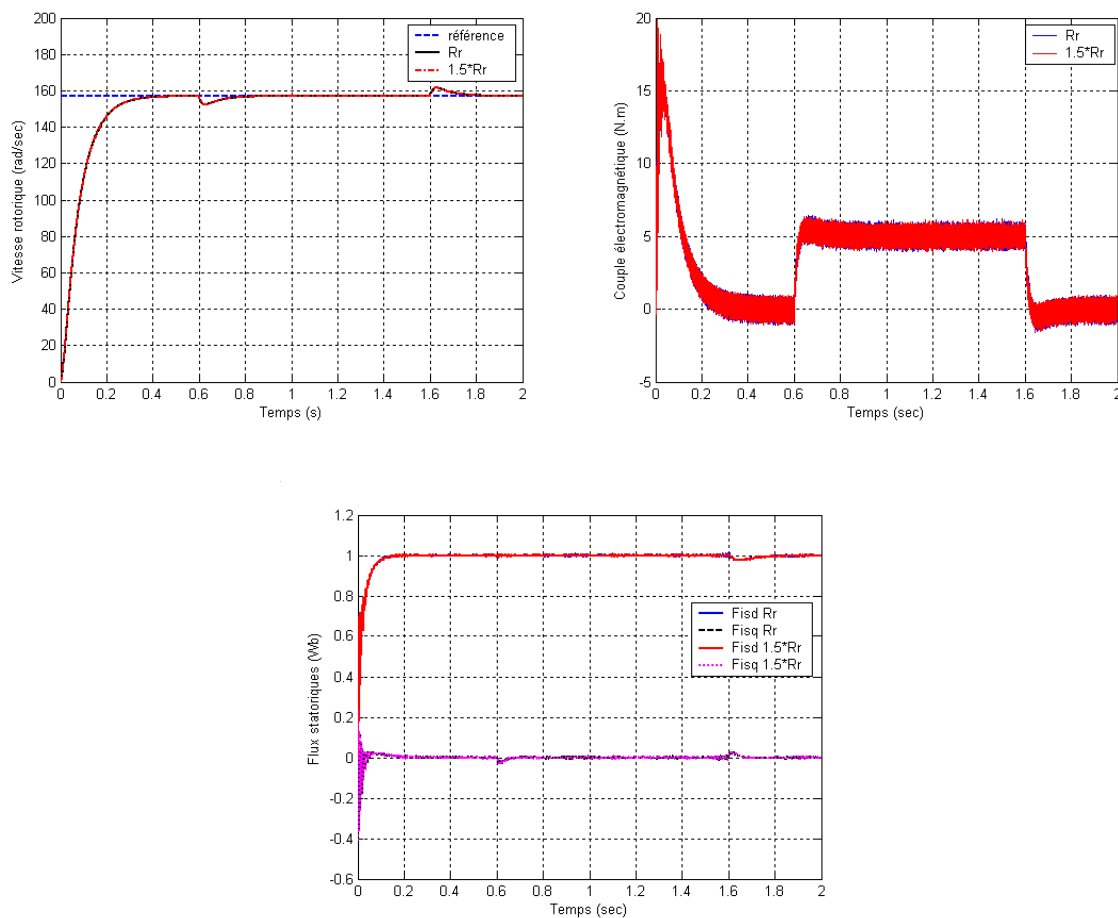 200
180
160
140
120
100
80
60
40
20
0
Vitesse rotorique (rad/sec)
référence
Rr
1.5*Rr
0 0.2 0.4 0.6 0.8 1 1.2 1.4 1.6 1.8 2
Temps (s)
20
15
10
5
0
-5
Couple électromagnétique (N.m)
Rr
1.5*Rr
0 0.2 0.4 0.6 0.8 1 1.2 1.4 1.6 1.8 2
Temps (sec)
1.2
1
0.8
0.6
0.4
0.2
0
-0.2
-0.4
-0.6
Flux statoriques (Wb)
Fisd Rr
Fisq Rr
Fisd 1.5*Rr
Fisq 1.5*Rr
0 0.2 0.4 0.6 0.8 1 1.2 1.4 1.6 1.8 2
Temps (sec)